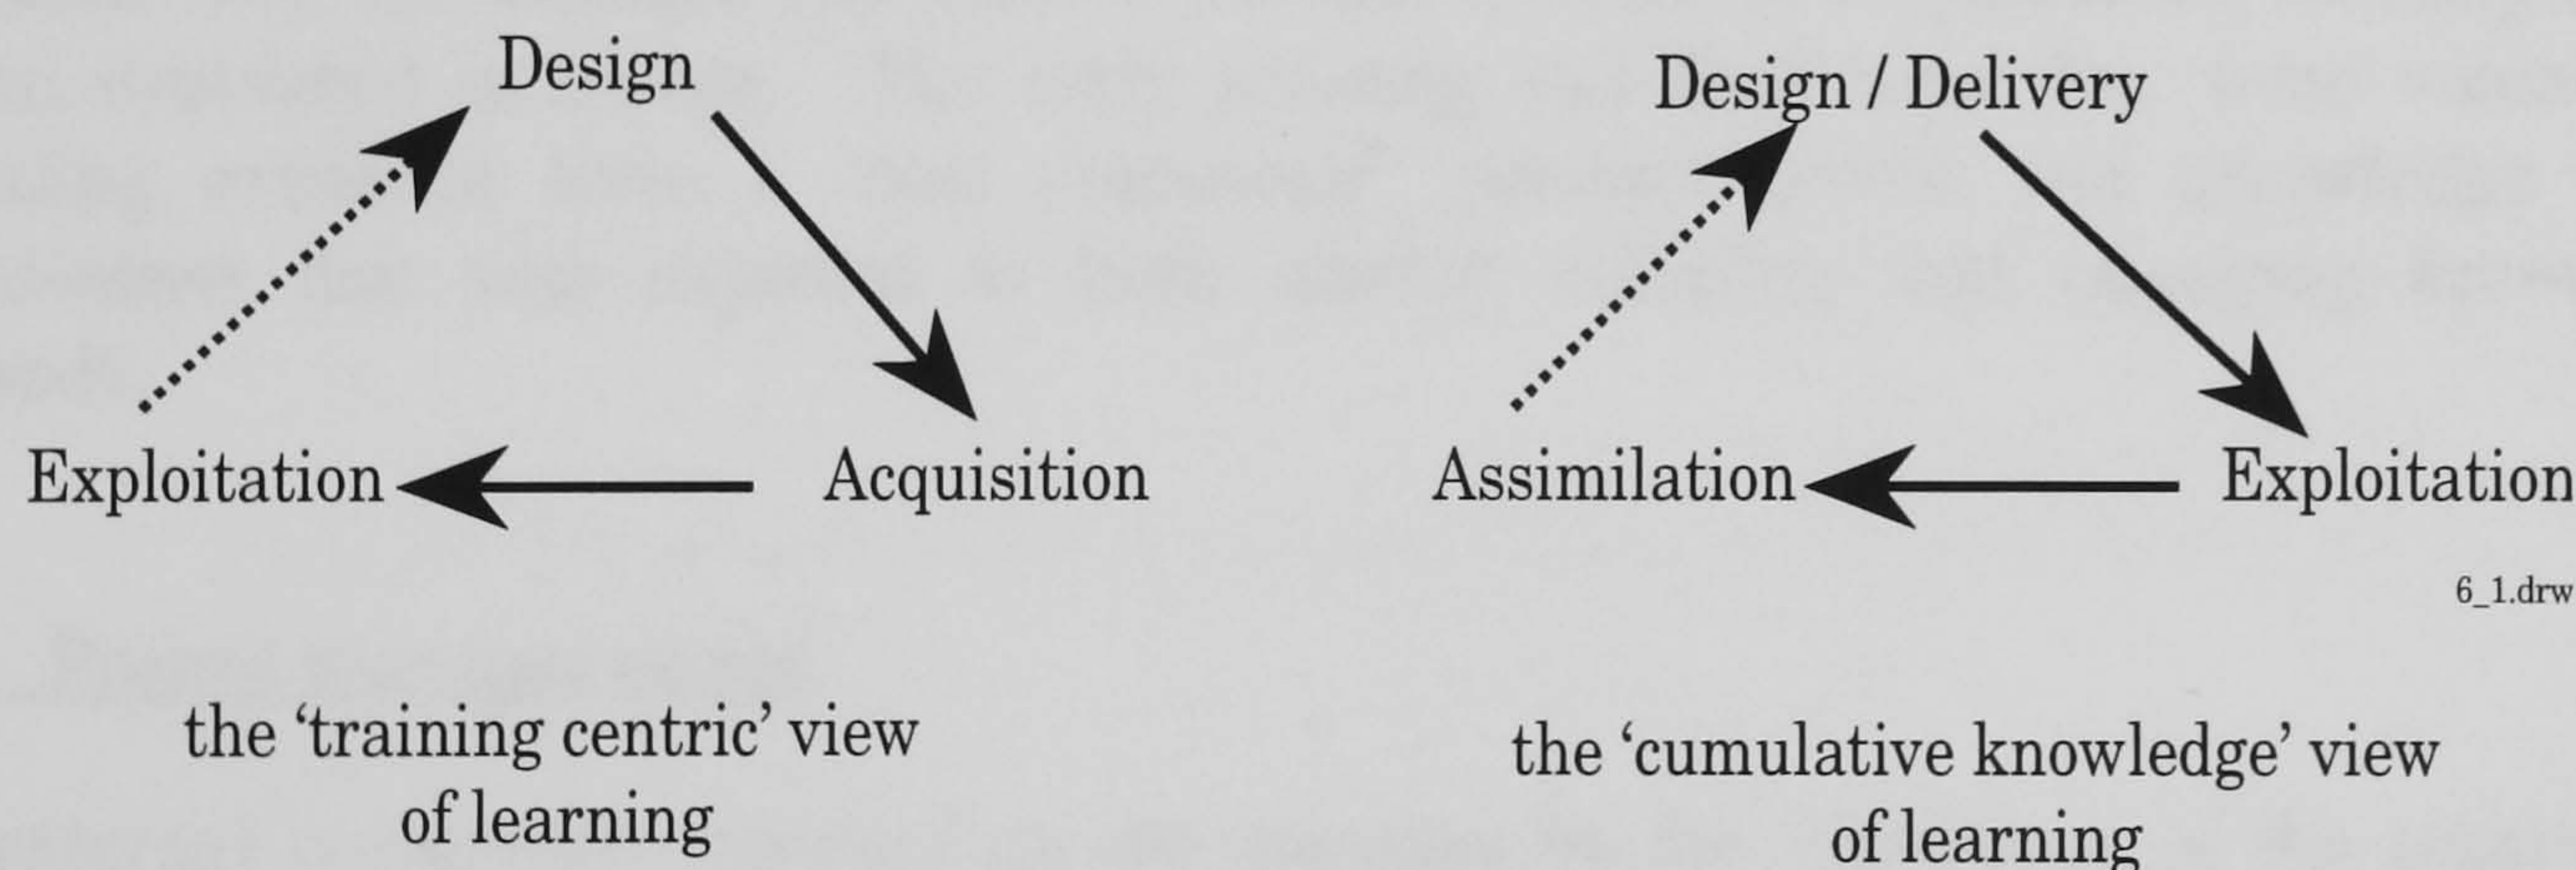 Design
Exploitation
Acquisition
the ‘training centric’ view
of learning
Design / Delivery
Assimilation
Exploitation
6_1.drw
the ‘cumulative knowledge’ view
of learning